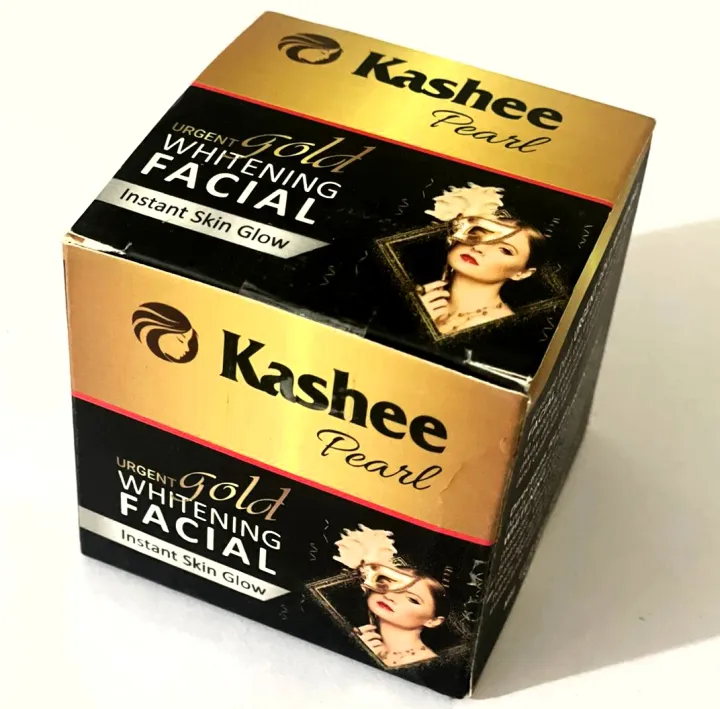 Kashee
Pearl
URGENT gold
WHITENING
FACIAL
Instant Skin Glow
Kashee
Pearl
URGENT gold
WHITENING
FACIAL
Instant Skin Glow